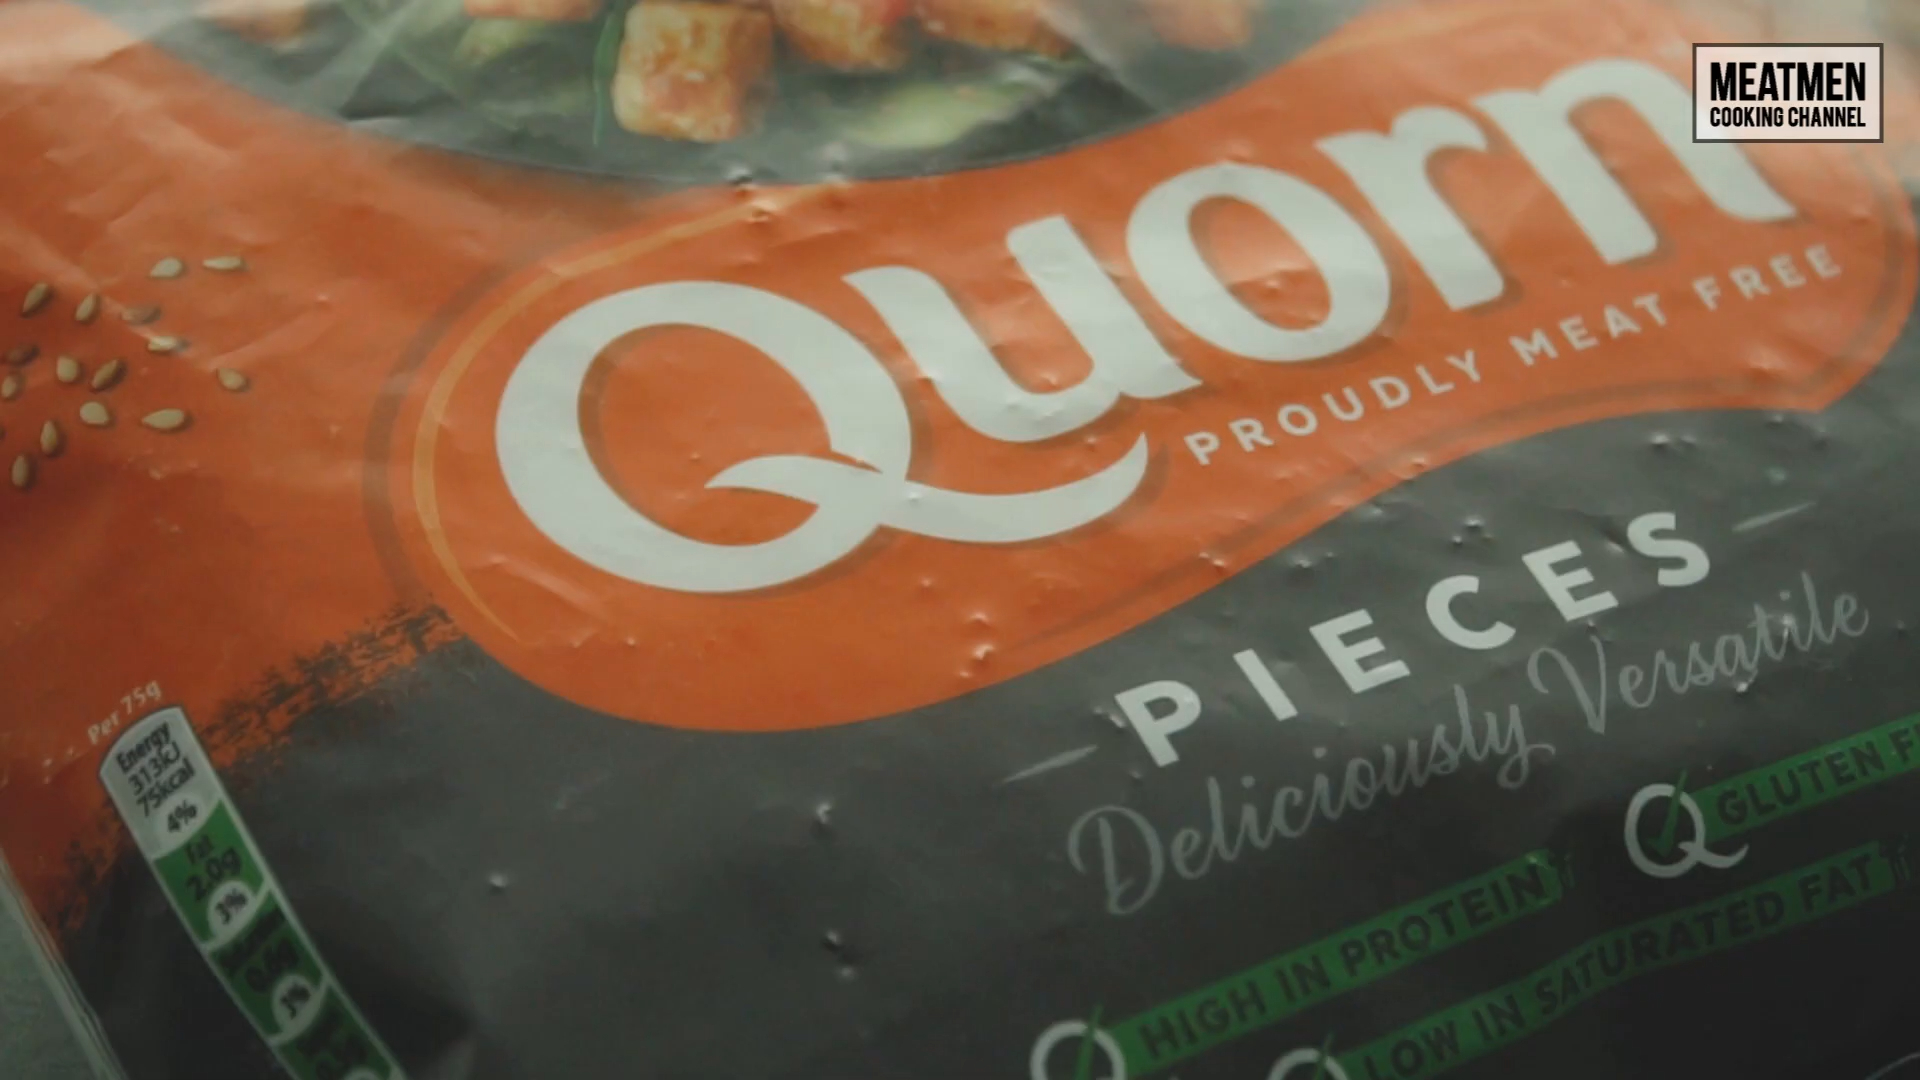 MEATMEN
COOKING CHANNEL
Quorn
PROUDLY MEAT FREE
PIECES
Deliciously Versatile
GLUTEN
HIGH IN PROTEIN
LOW IN SATURATED FAT
Per 75g
Energy
313kJ
75kcal
4%
Fat
2.0g
3%